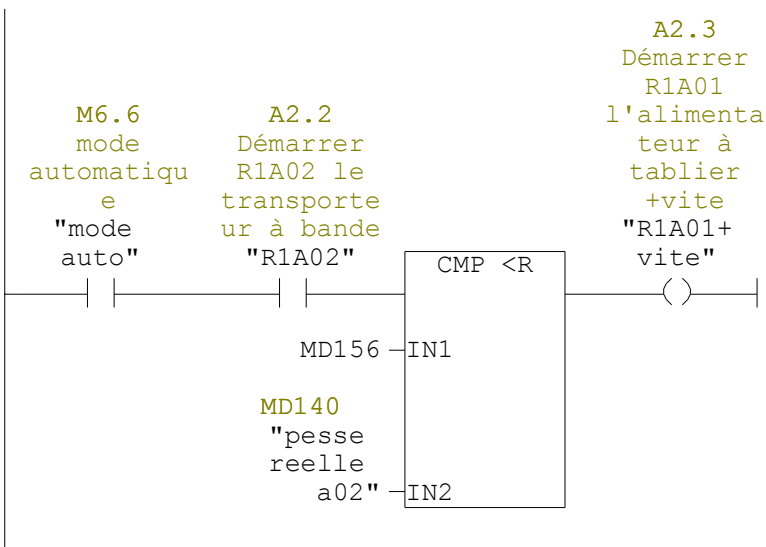 A2.3
Démarrer
R1A01
l'alimenta
teur à
tablier
+vite
"R1A01+
vite"
M6.6
mode
automatiqu
e
"mode
auto"
A2.2
Démarrer
R1A02 le
transporte
ur à bande
"R1A02"
CMP <R
MD156
IN1
MD140
"pesse
reelle
a02"
IN2